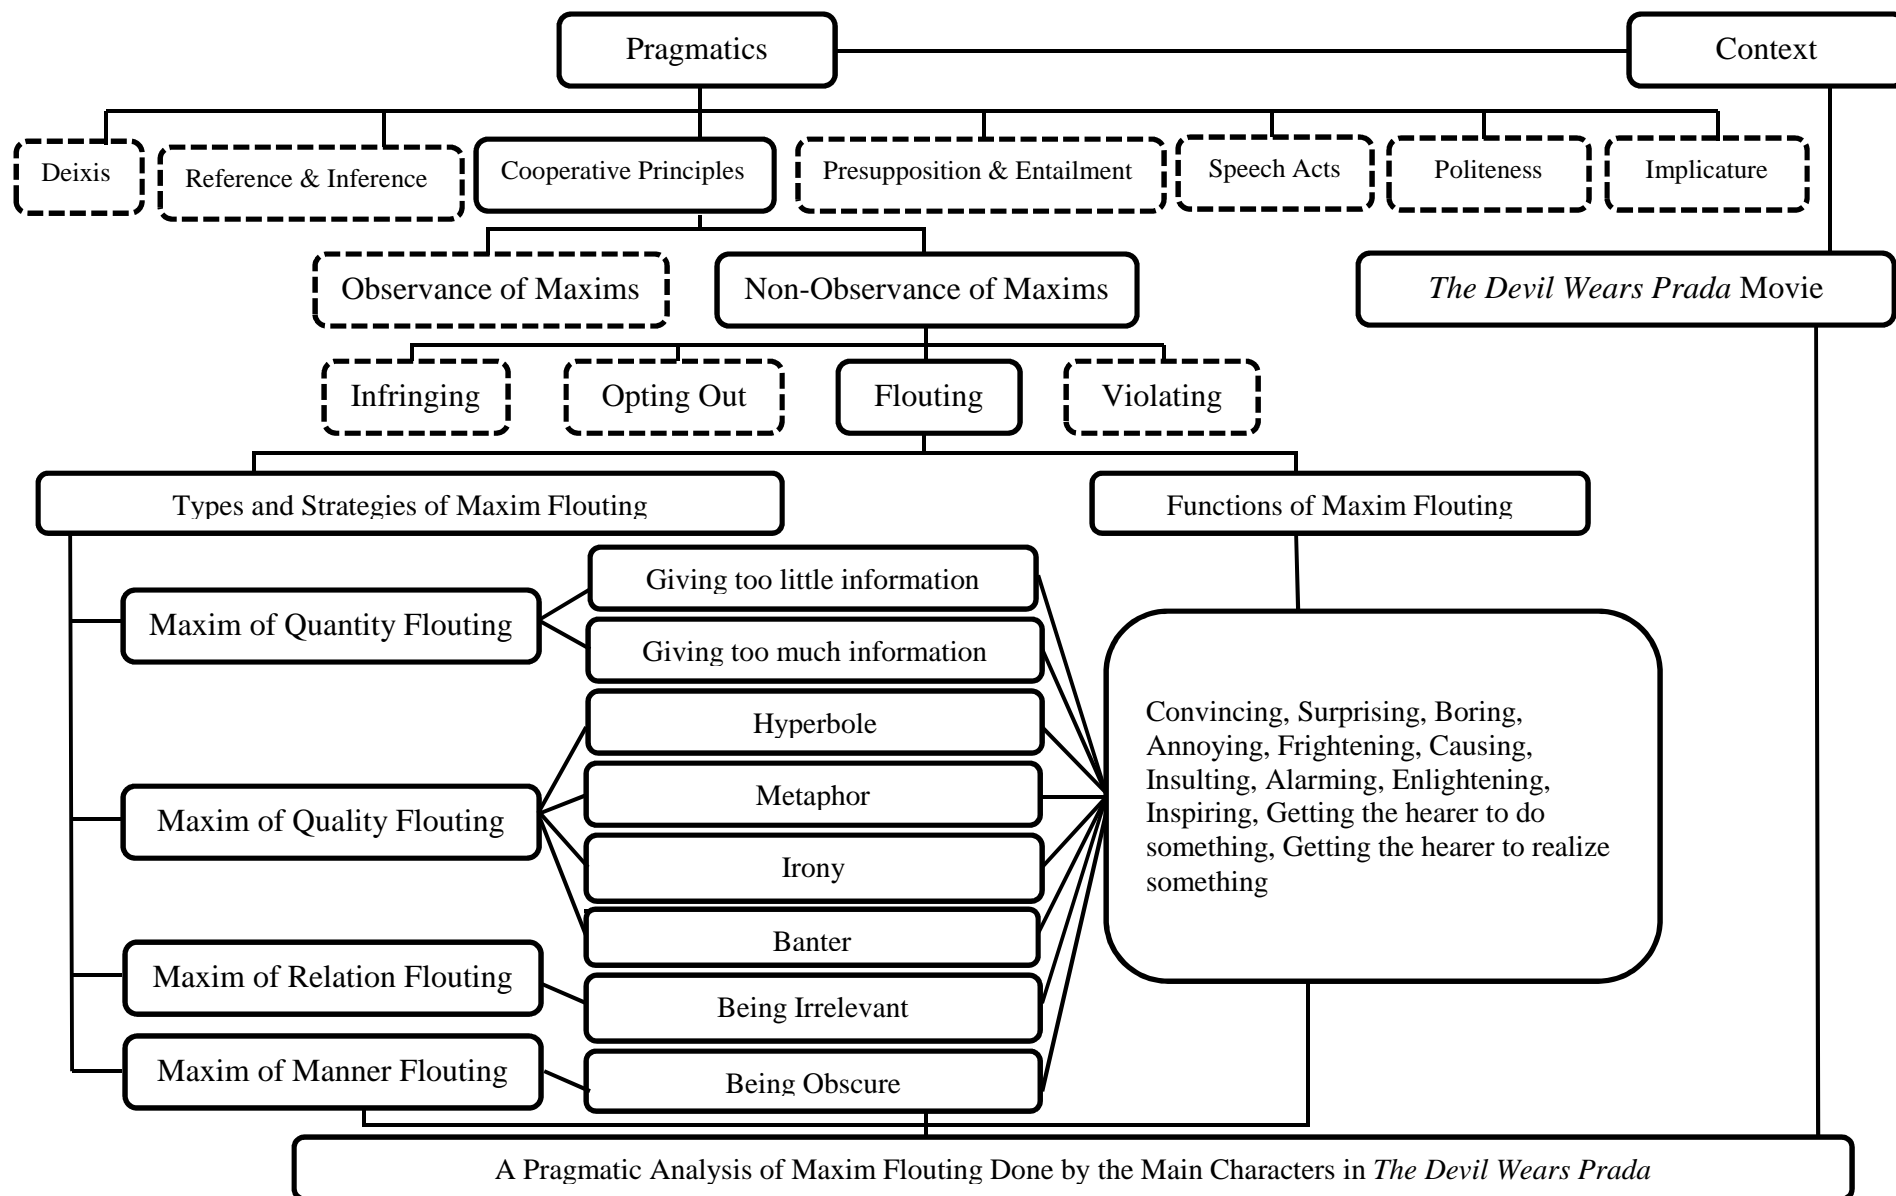 Pragmatics
Context
Deixis
Reference & Inference
Cooperative Principles
Presupposition & Entailment
Speech Acts
Politeness
Implicature
Observance of Maxims
Non-Observance of Maxims
The Devil Wears Prada Movie
Infringing
Opting Out
Flouting
Violating
Types and Strategies of Maxim Flouting
Functions of Maxim Flouting
Maxim of Quantity Flouting
Giving too little information
Giving too much information
Maxim of Quality Flouting
Hyperbole
Metaphor
Irony
Banter
Maxim of Relation Flouting
Being Irrelevant
Maxim of Manner Flouting
Being Obscure
Convincing, Surprising, Boring,
Annoying, Frightening, Causing,
Insulting, Alarming, Enlightening,
Inspiring, Getting the hearer to do
something, Getting the hearer to realize
something
A Pragmatic Analysis of Maxim Flouting Done by the Main Characters in The Devil Wears Prada